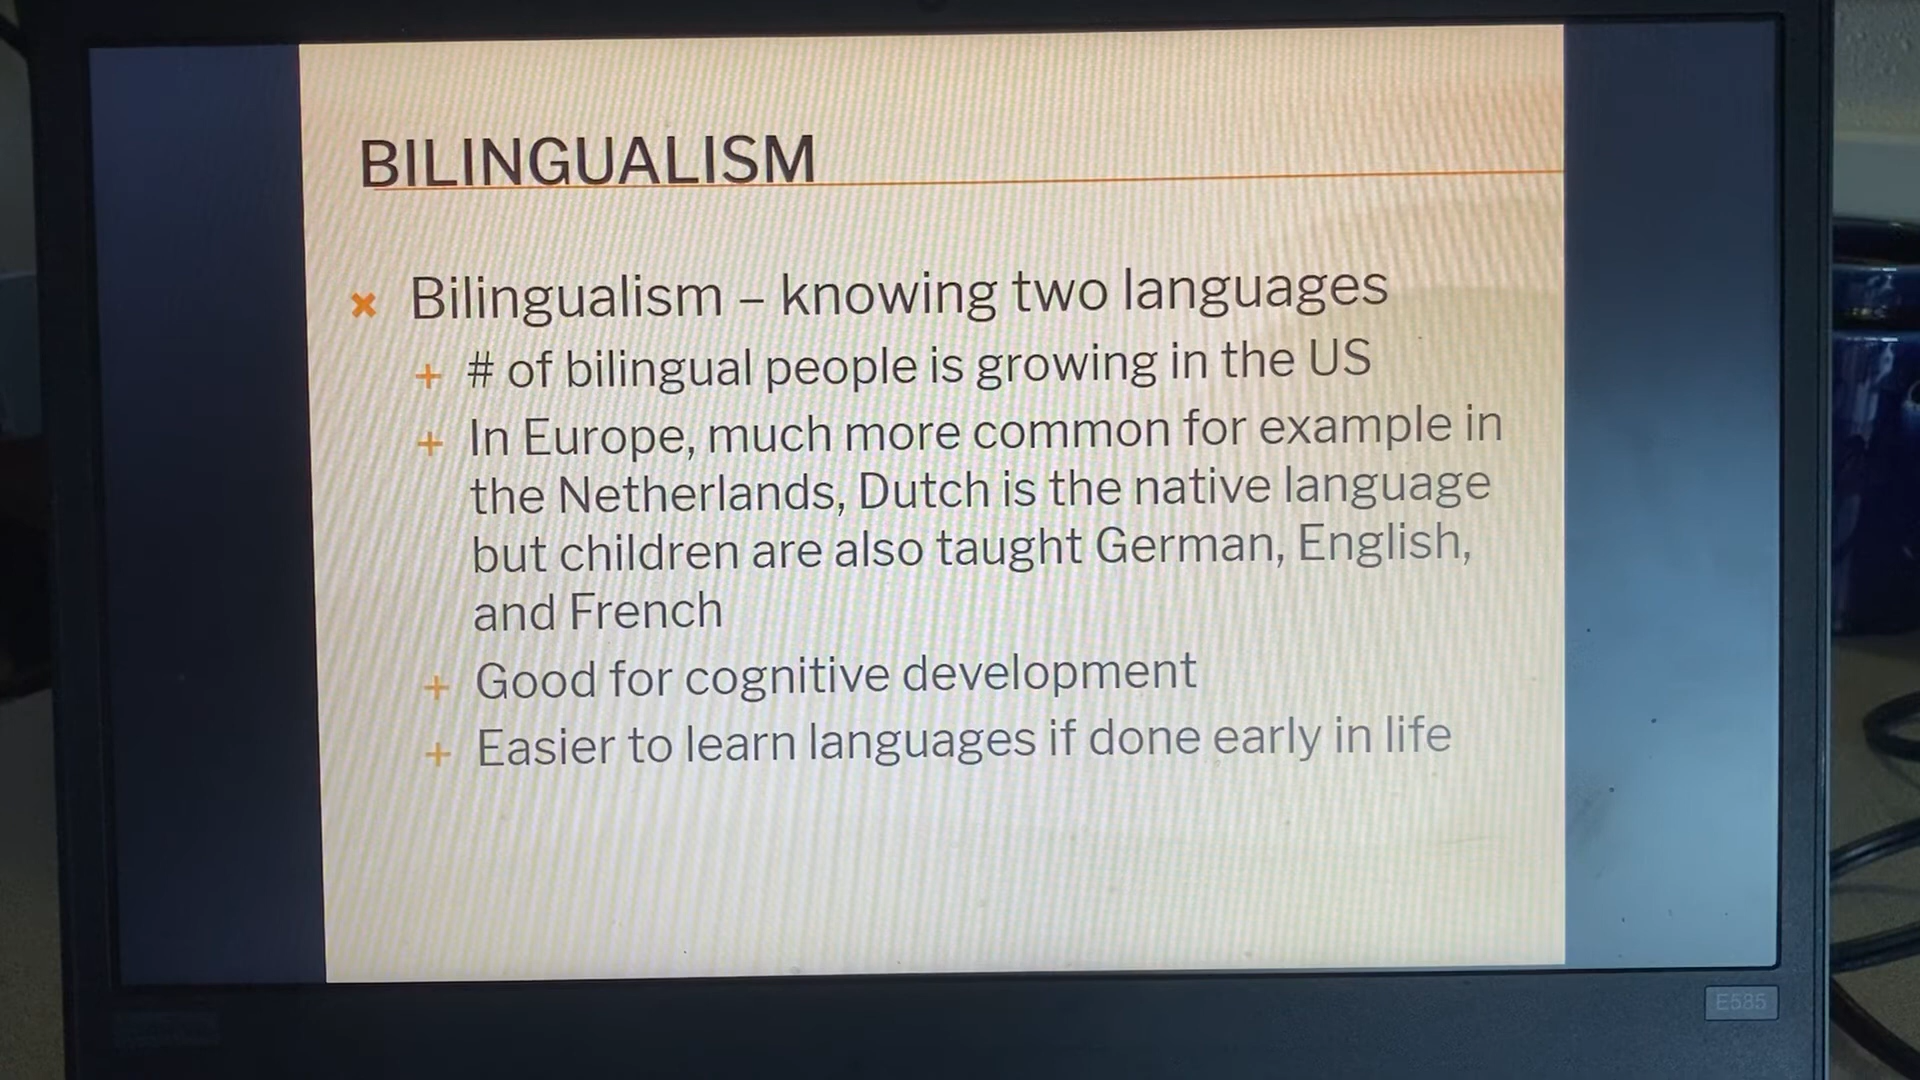 BILINGUALISM
Bilingualism – knowing two languages
# of bilingual people is growing in the US
In Europe, much more common for example in
the Netherlands, Dutch is the native language
but children are also taught German, English,
and French
Good for cognitive development
Easier to learn languages if done early in life
E585